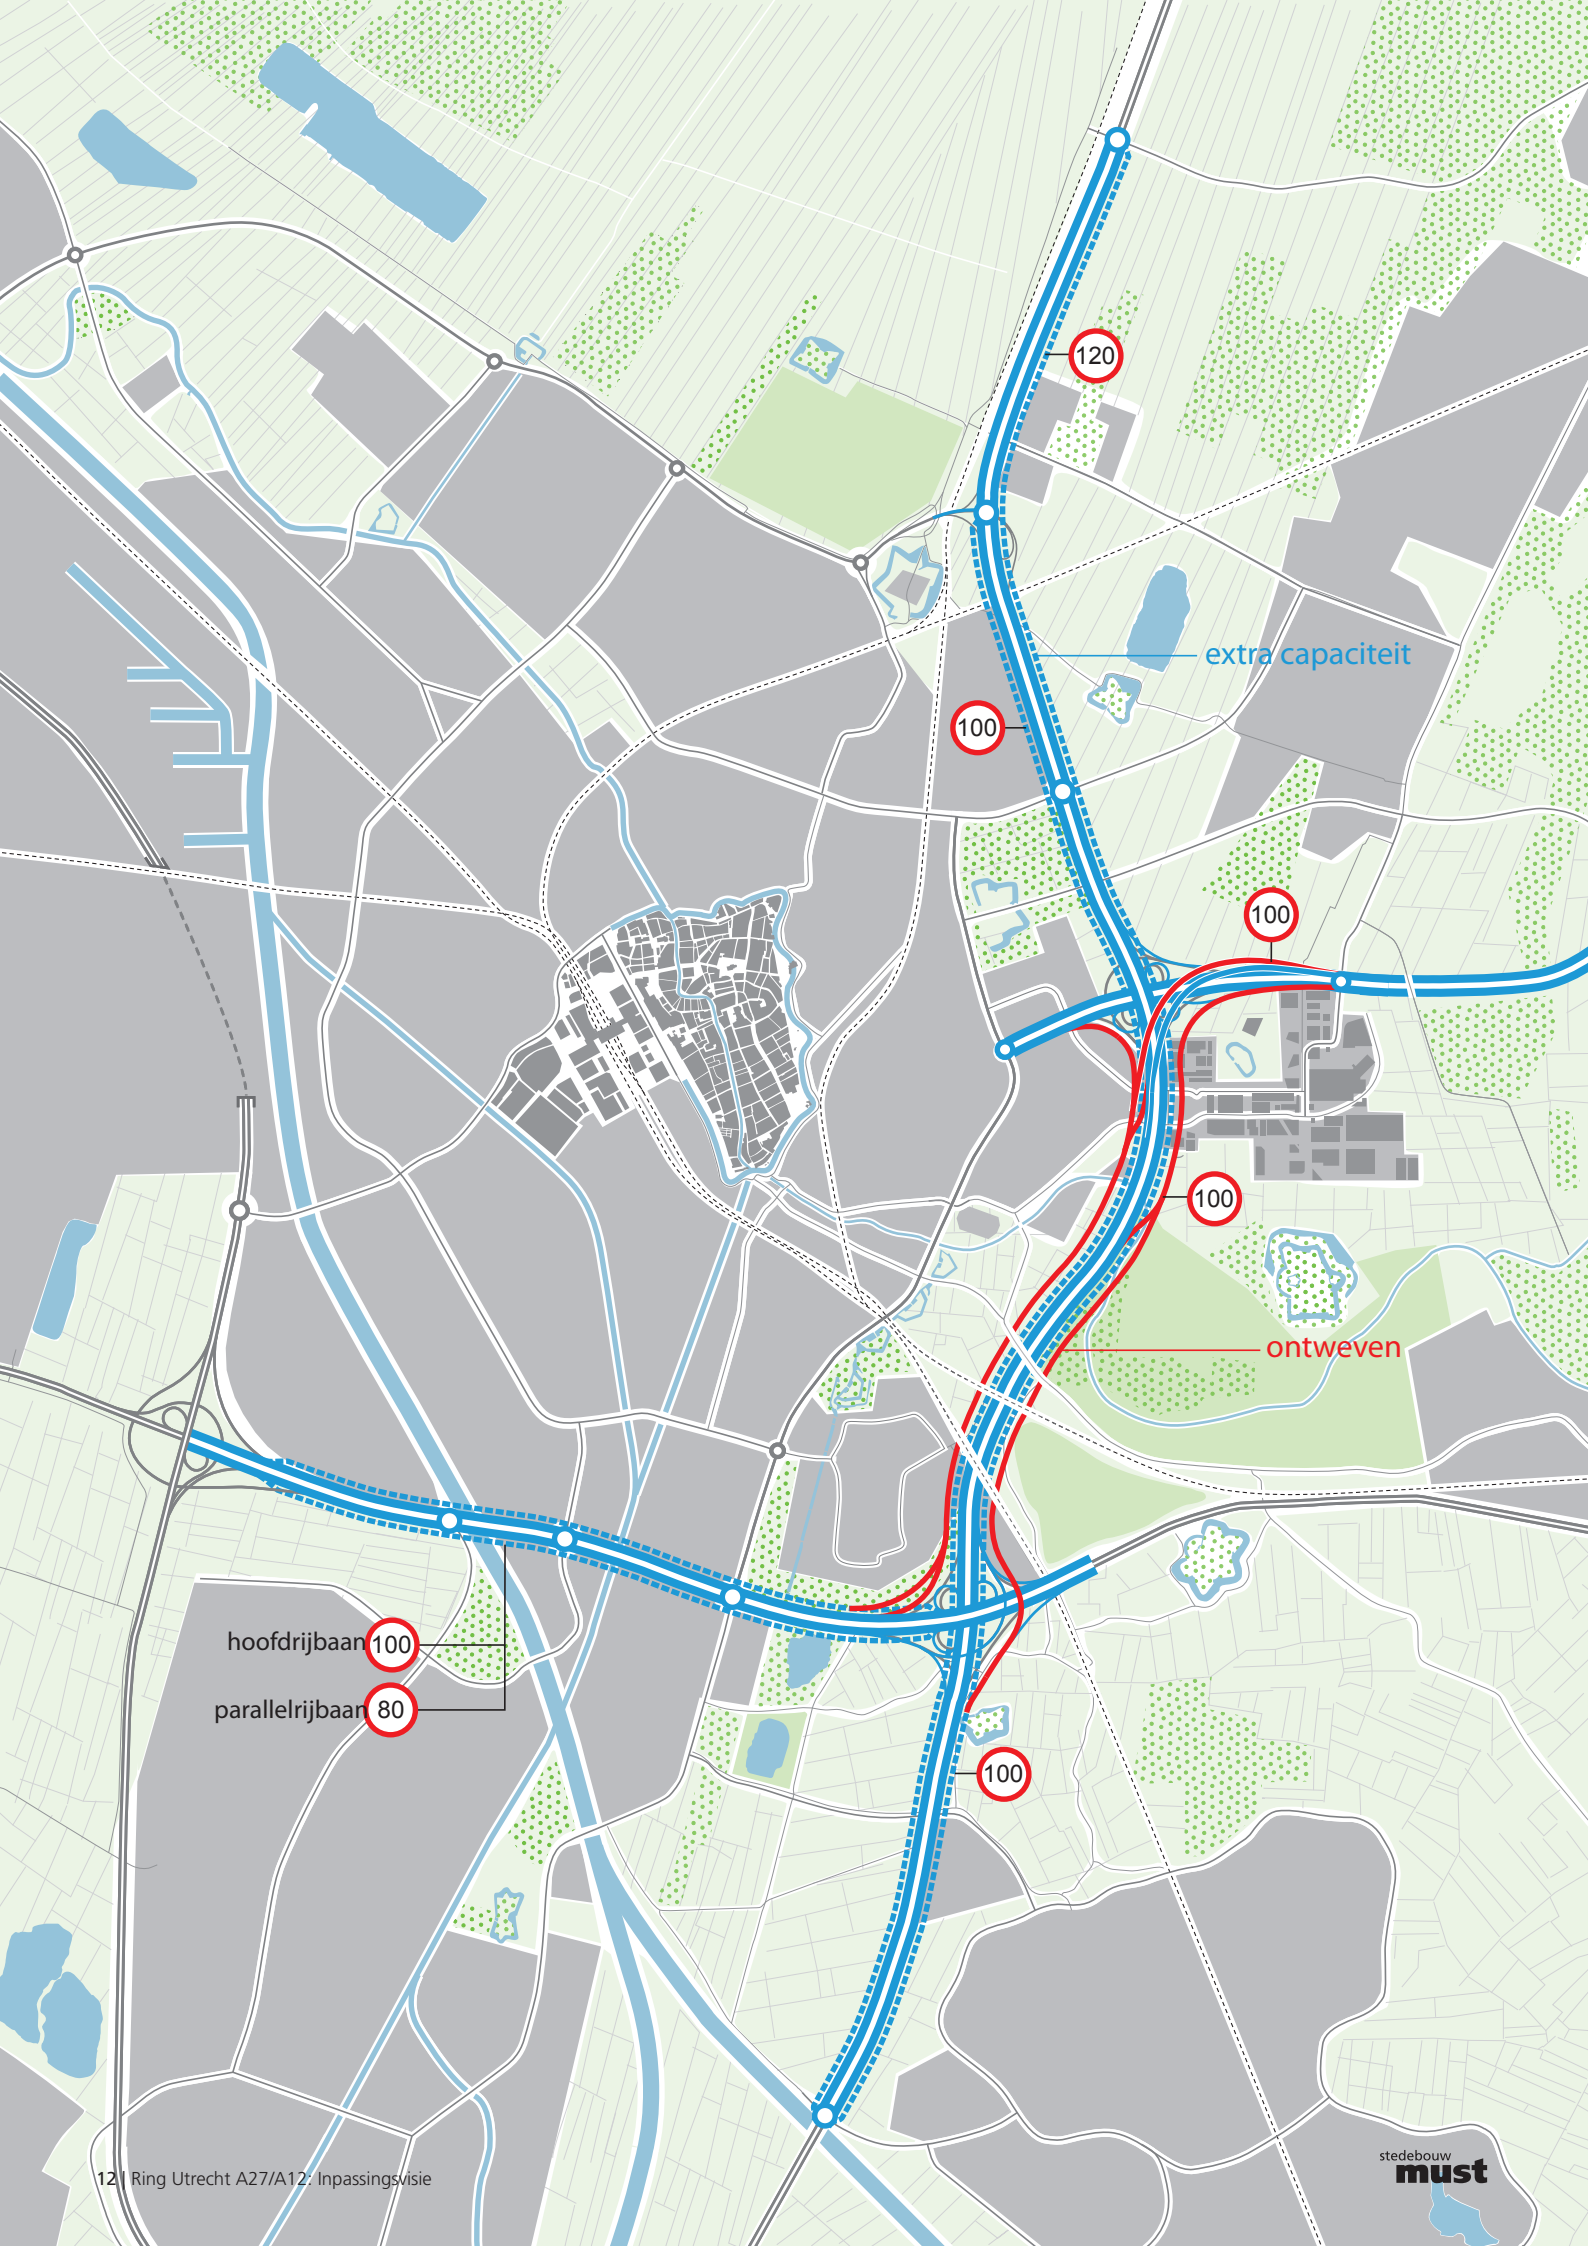 120
extra capaciteit
100
100
100
ontweven
hoofdrijbaan 100
parallelrijbaan 80
100
stedebouw
must
12 | Ring Utrecht A27/A12: Inpassingsvisie